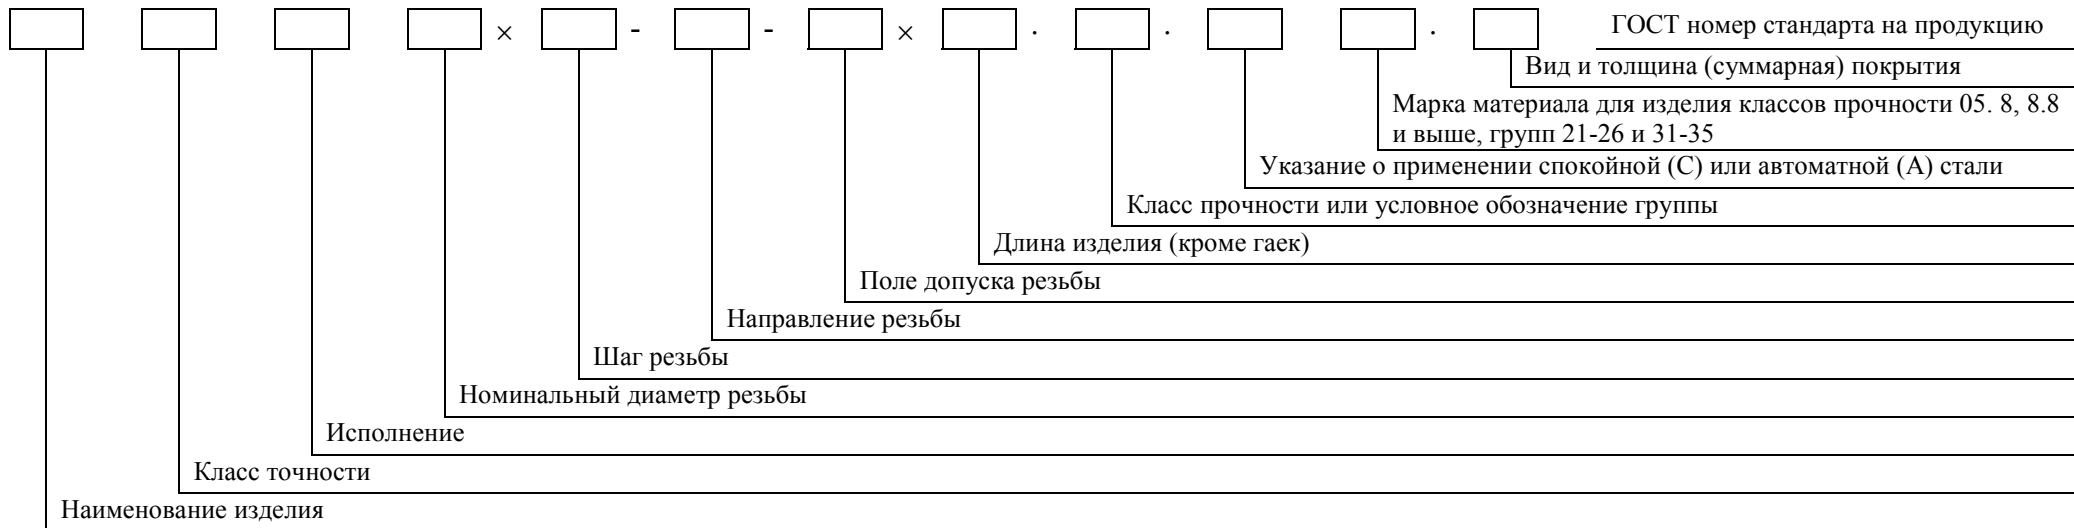 × - - × . . . ГОСТ номер стандарта на продукцию
Вид и толщина (суммарная) покрытия
Марка материала для изделия классов прочности 05. 8, 8.8
и выше, групп 21-26 и 31-35
Указание о применении спокойной (С) или автоматной (А) стали
Класс прочности или условное обозначение группы
Длина изделия (кроме гаек)
Поле допуска резьбы
Направление резьбы
Шаг резьбы
Номинальный диаметр резьбы
Исполнение
Класс точности
Наименование изделия